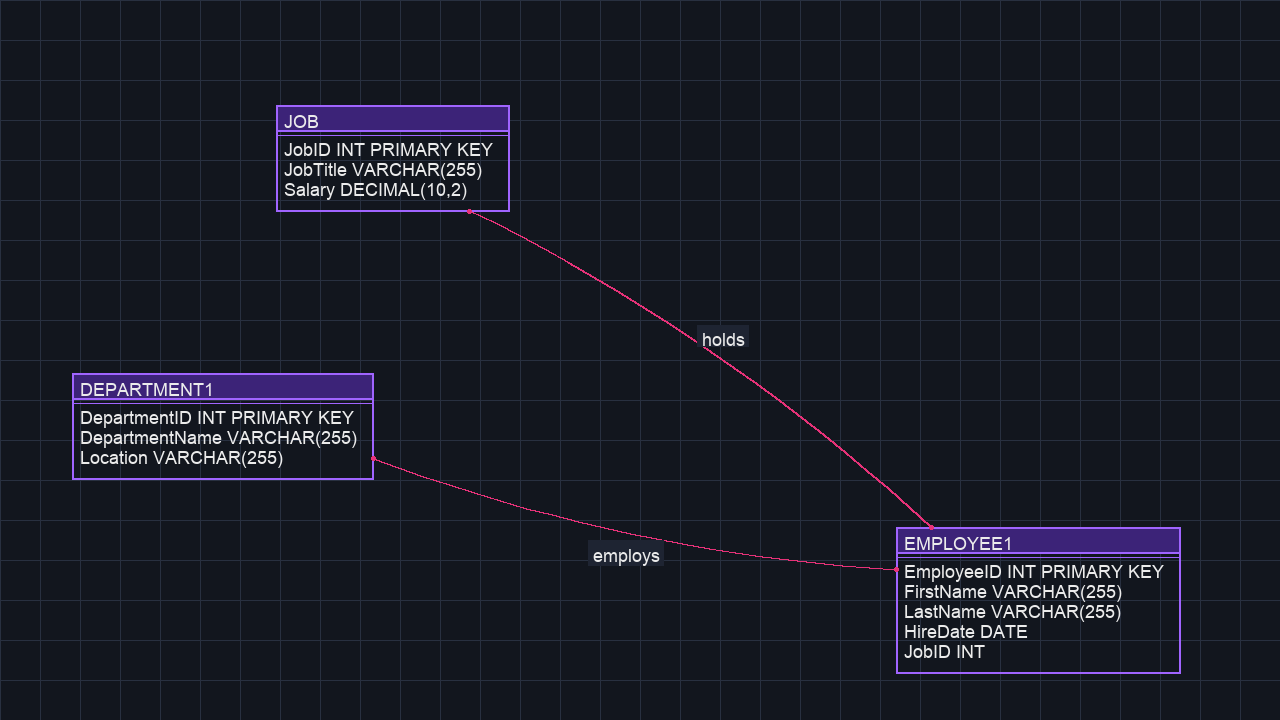 JOB
JobID INT PRIMARY KEY
JobTitle VARCHAR(255)
Salary DECIMAL(10,2)
holds
DEPARTMENT1
DepartmentID INT PRIMARY KEY
DepartmentName VARCHAR(255)
Location VARCHAR(255)
employs
EMPLOYEE1
EmployeeID INT PRIMARY KEY
FirstName VARCHAR(255)
LastName VARCHAR(255)
HireDate DATE
JobID INT